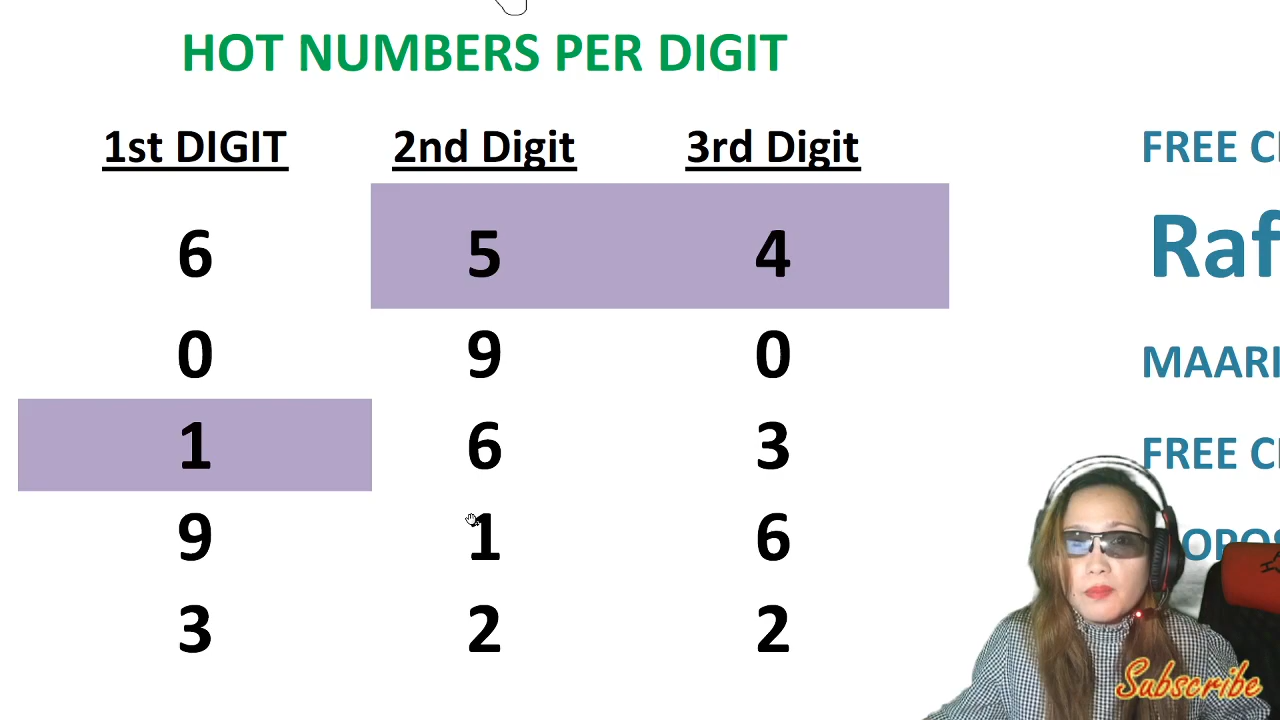 HOT NUMBERS PER DIGIT
1st DIGIT 2nd Digit 3rd Digit
6 5 4
0 9 0
1 6 3
9 1 6
3 2 2
FREE
Raf
MAARI
FREE
Subscribe